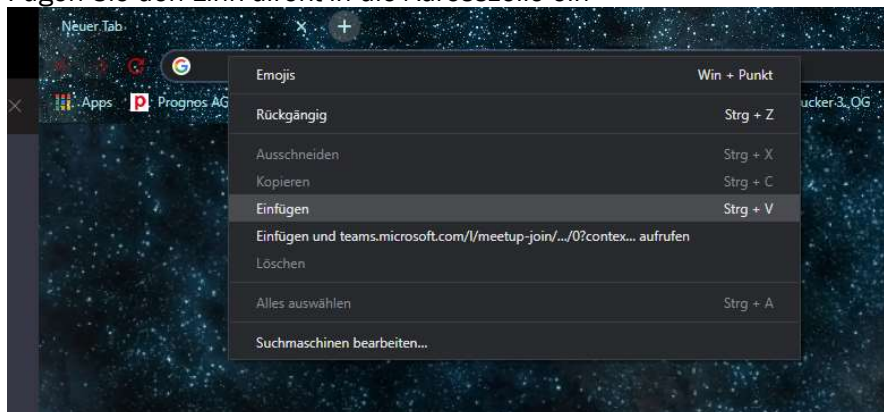 Fügen Sie den Link direkt in die Adresszeile ein
Neuer Tab
Emojis Win + Punkt
Apps Prognos AG
ucker 3. OG
Rückgängig Strg + Z
Ausschneiden Strg + X
Kopieren Strg + C
Einfügen Strg + V
Einfügen und teams.microsoft.com/l/meetup-join/.../0?contex... aufrufen
Löschen
Alles auswählen Strg + A
Suchmaschinen bearbeiten...